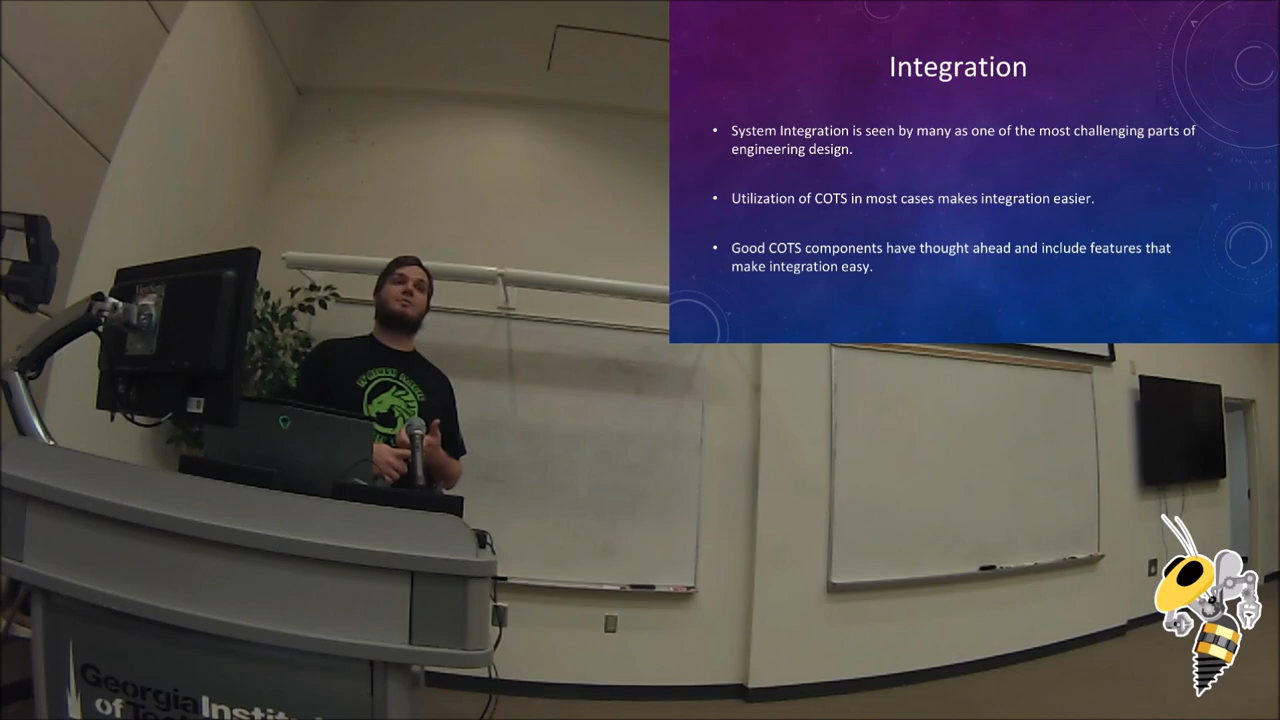 Integration
• System Integration is seen by many as one of the most challenging parts of
engineering design.
• Utilization of COTS in most cases makes integration easier.
• Good COTS components have thought ahead and include features that
make integration easy.
ViewSonic
Georgia Institu
of Tec